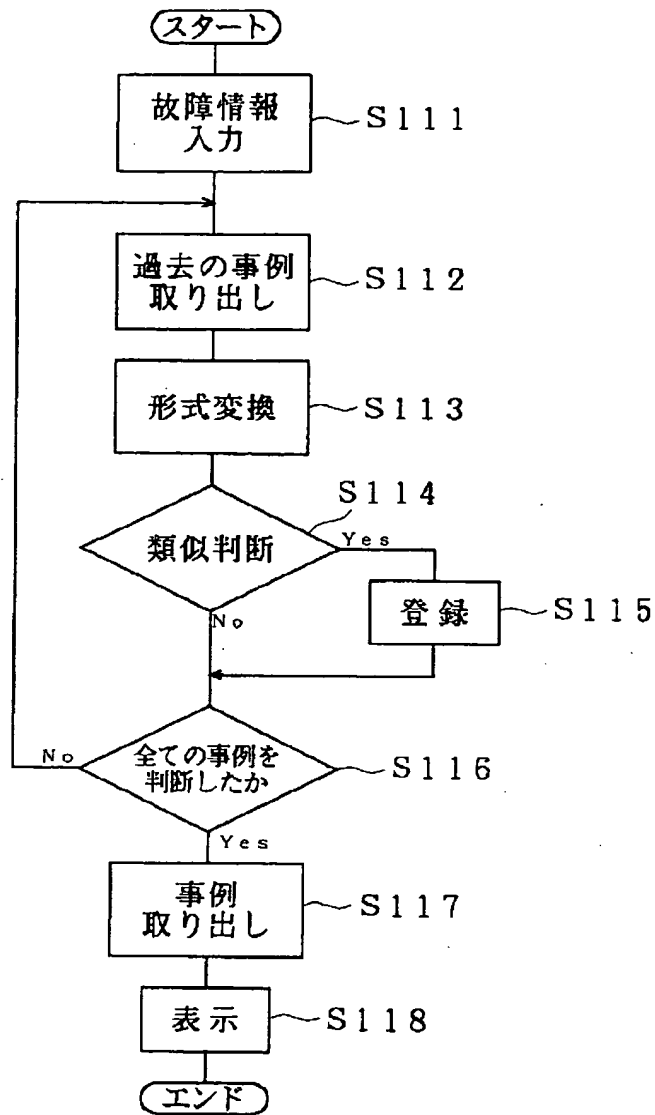 スタート
故障情報
入力
S111
過去の事例
取り出し
S112
形式変換
S113
S114
類似判断
Yes
登録
S115
No
全ての事例を
判断したか
No
S116
Yes
事例
取り出し
S117
表示
S118
エンド